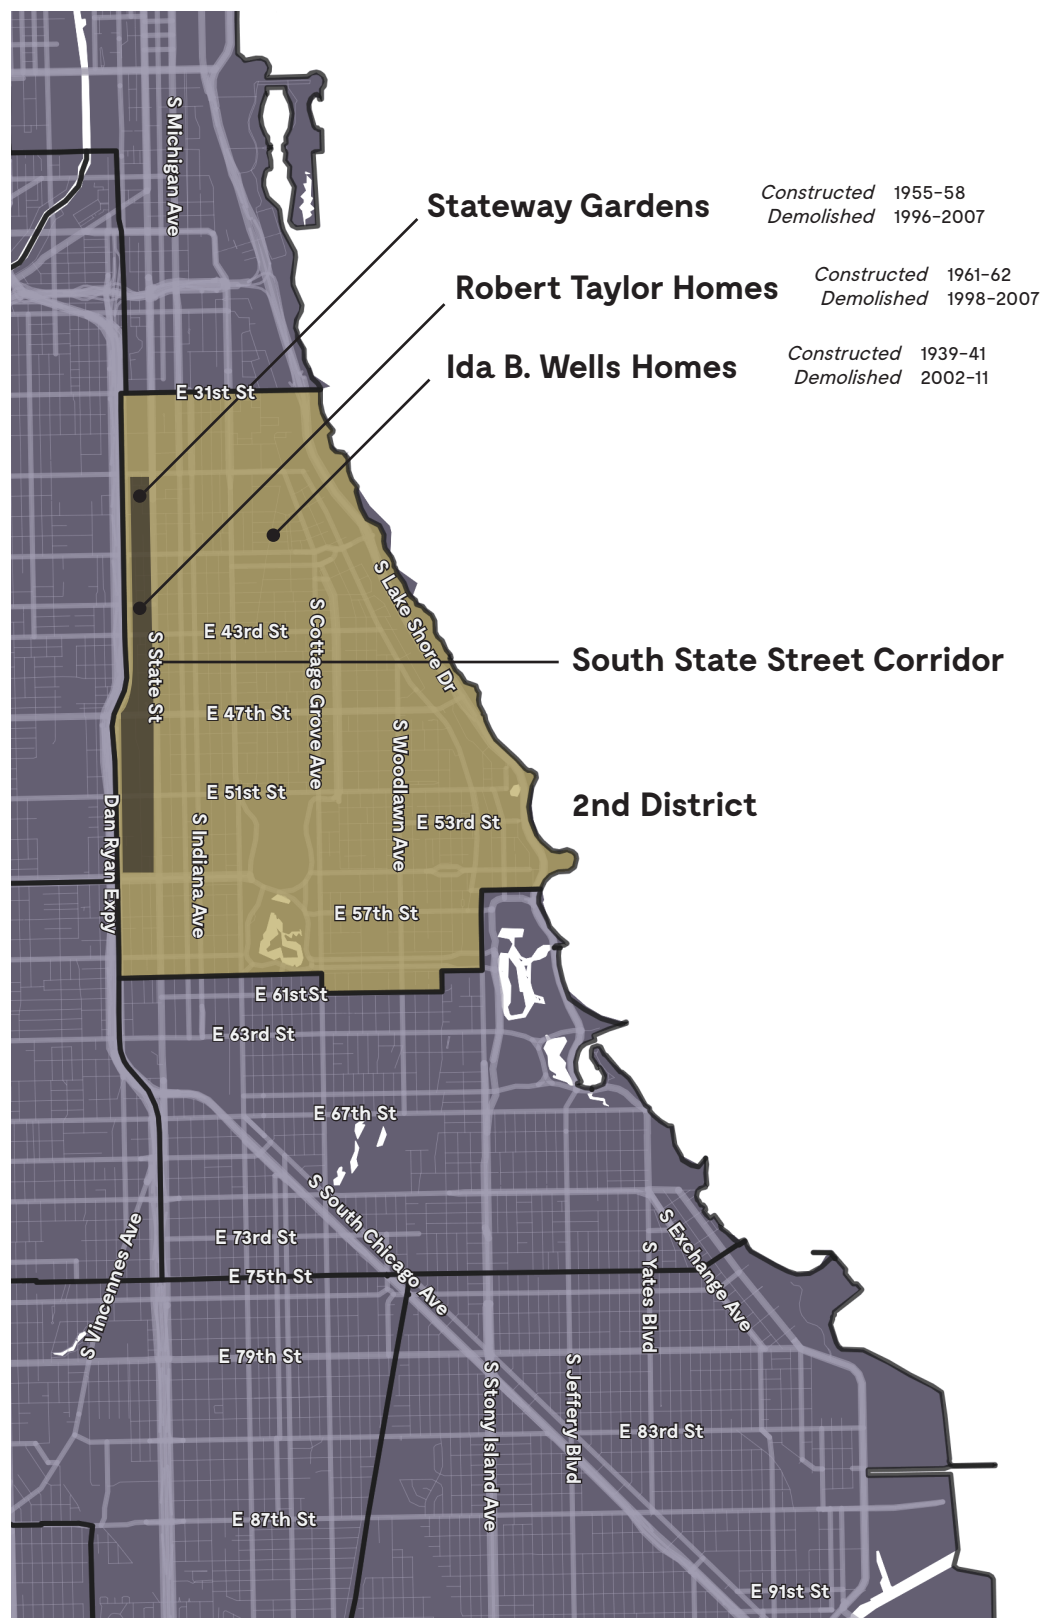 S Michigan Ave
Stateway Gardens
Constructed 1955-58
Demolished 1996-2007
Robert Taylor Homes
Constructed 1961-62
Demolished 1998-2007
Ida B. Wells Homes
Constructed 1939-41
Demolished 2002-11
E 31st St
S Lake Shore Dr
S Cottage Grove Ave
E 43rd St
S State St
South State Street Corridor
E 47th St
S Woodlawn Ave
E 51st St
Dan Ryan Expy
2nd District
S Indiana Ave
E 53rd St
E 57th St
E 61st St
E 63rd St
E 67th St
S South Chicago Ave
S Vincennes Ave
E 73rd St
S Exchange Ave
S Yates Blvd
E 75th St
E 79th St
S Stony Island Ave
S Jeffery Blvd
E 83rd St
E 87th St
E 91st St